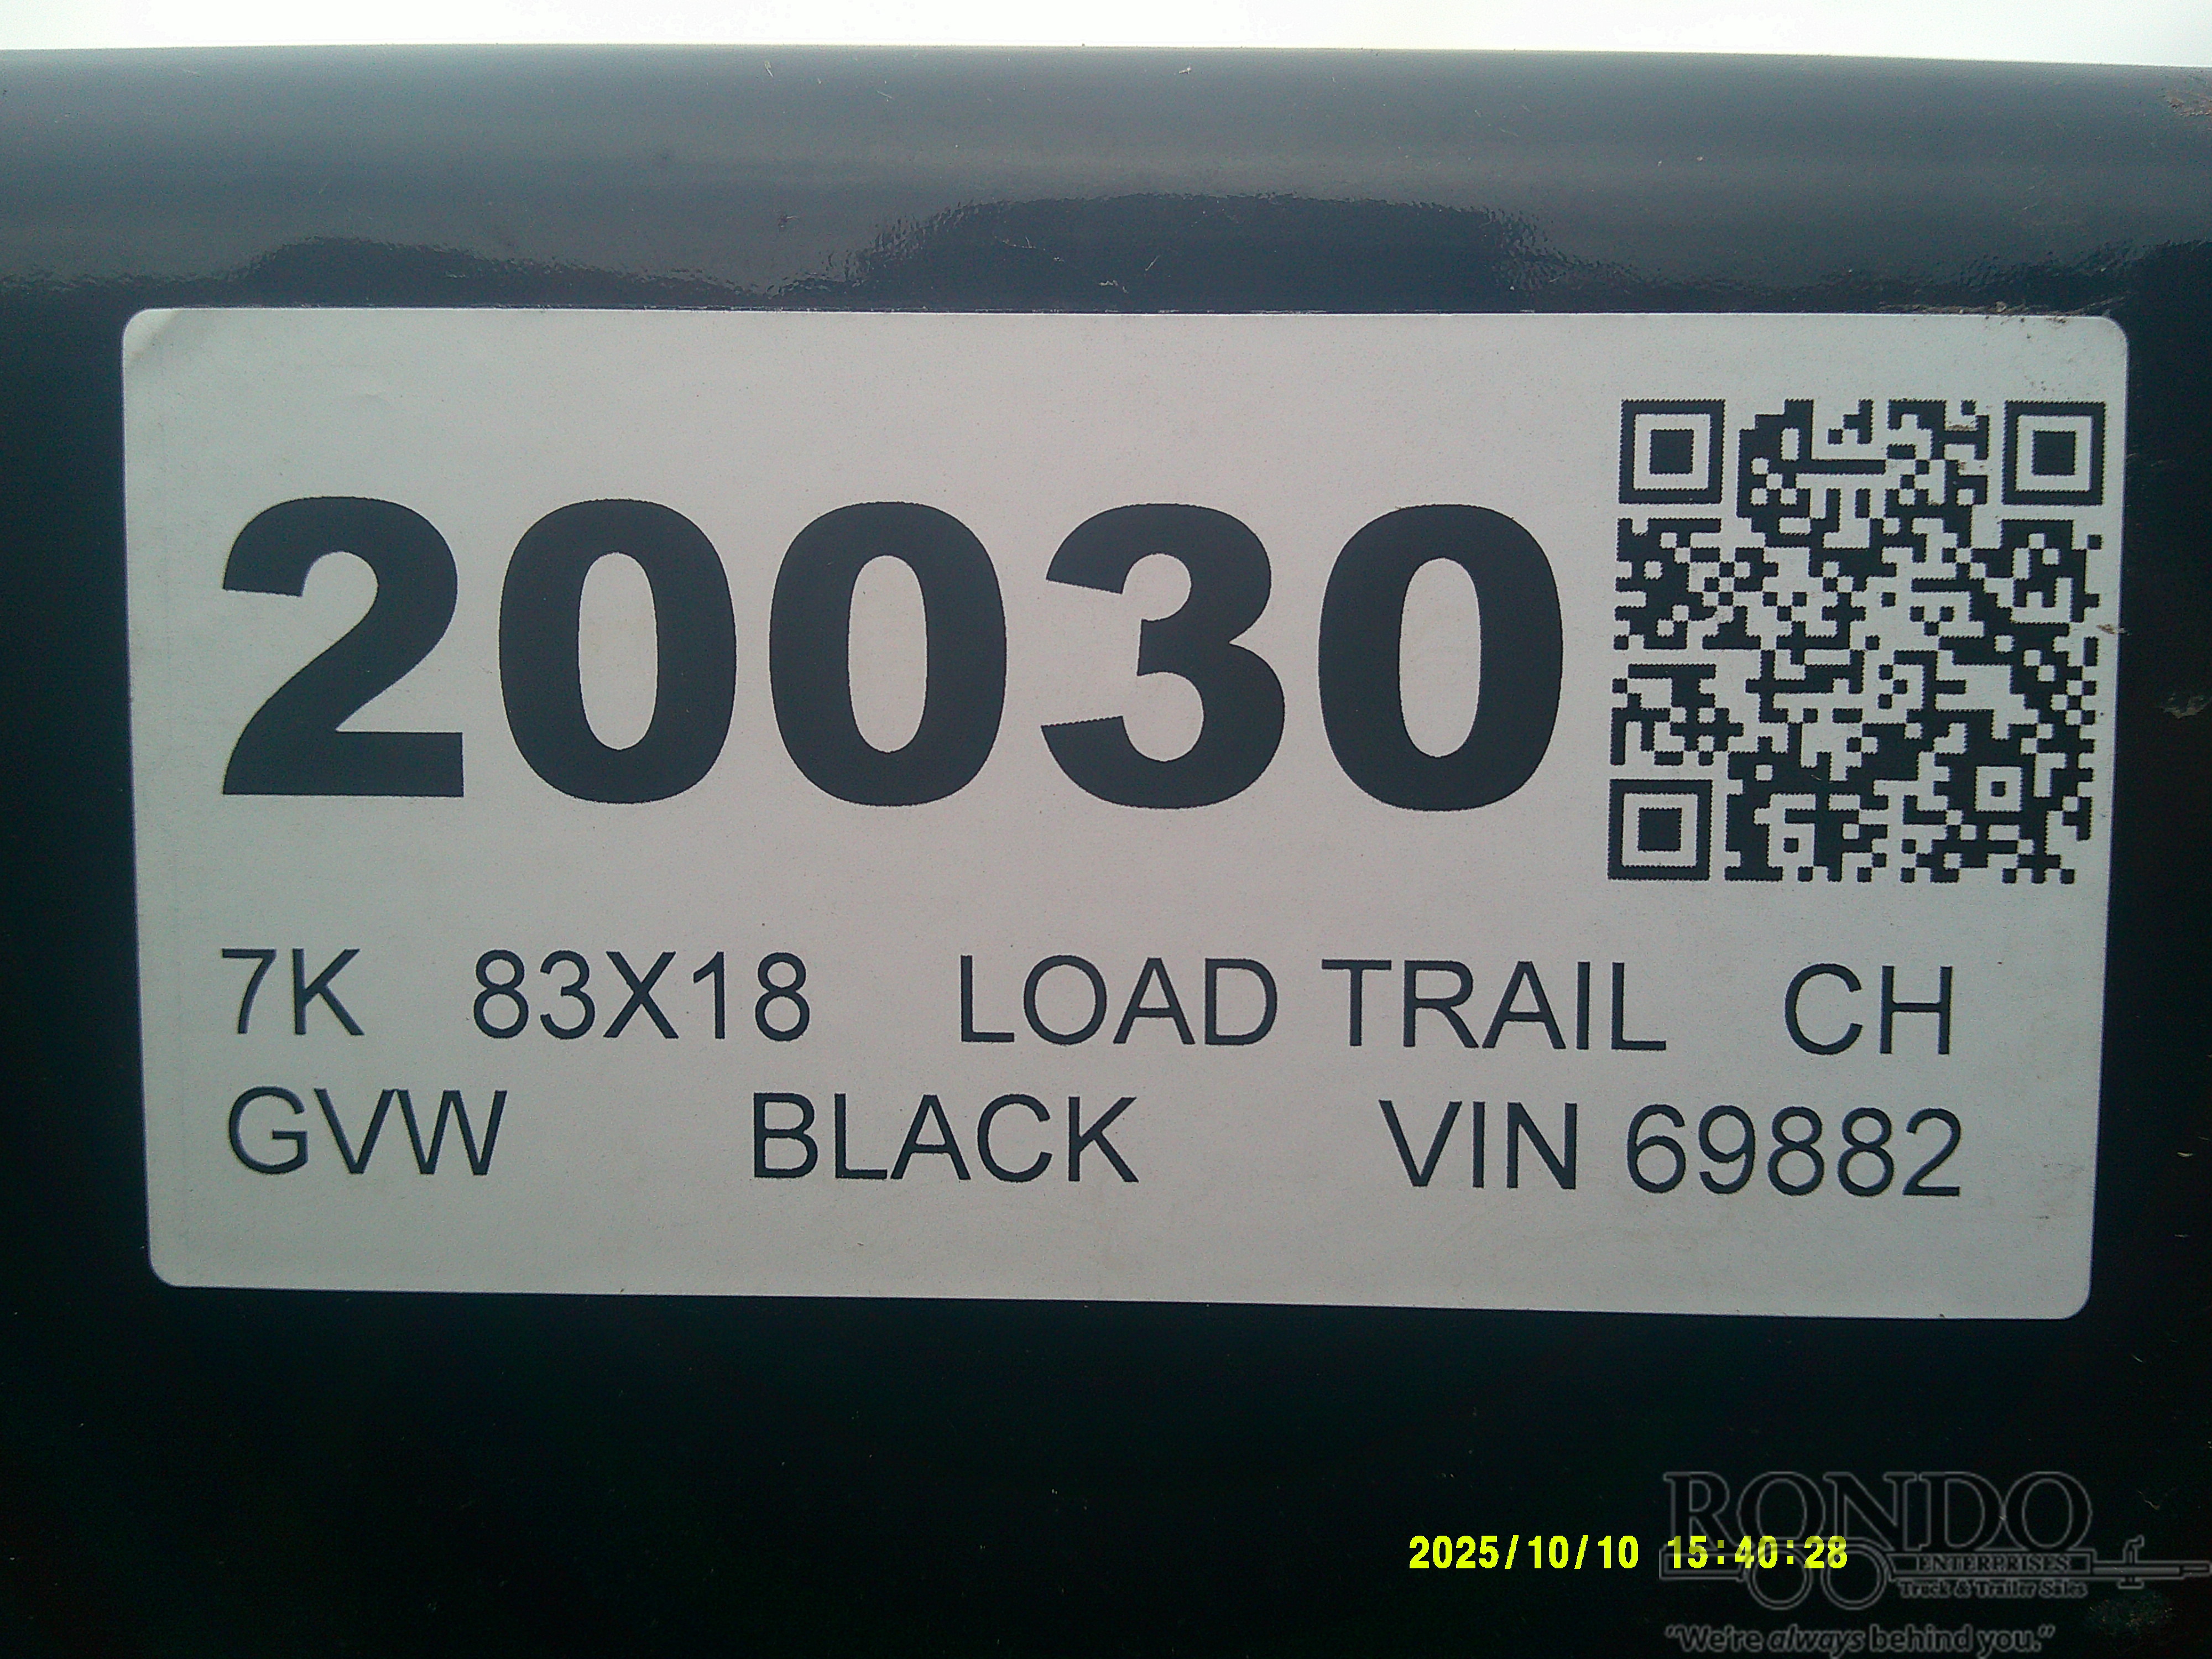 20030
7K 83X18 LOAD TRAIL CH
GVW BLACK VIN 69882
2025/10/10 15:40:28
RONDO
ENTERPRISES
Truck & Trailer Sales
"We're always behind you."